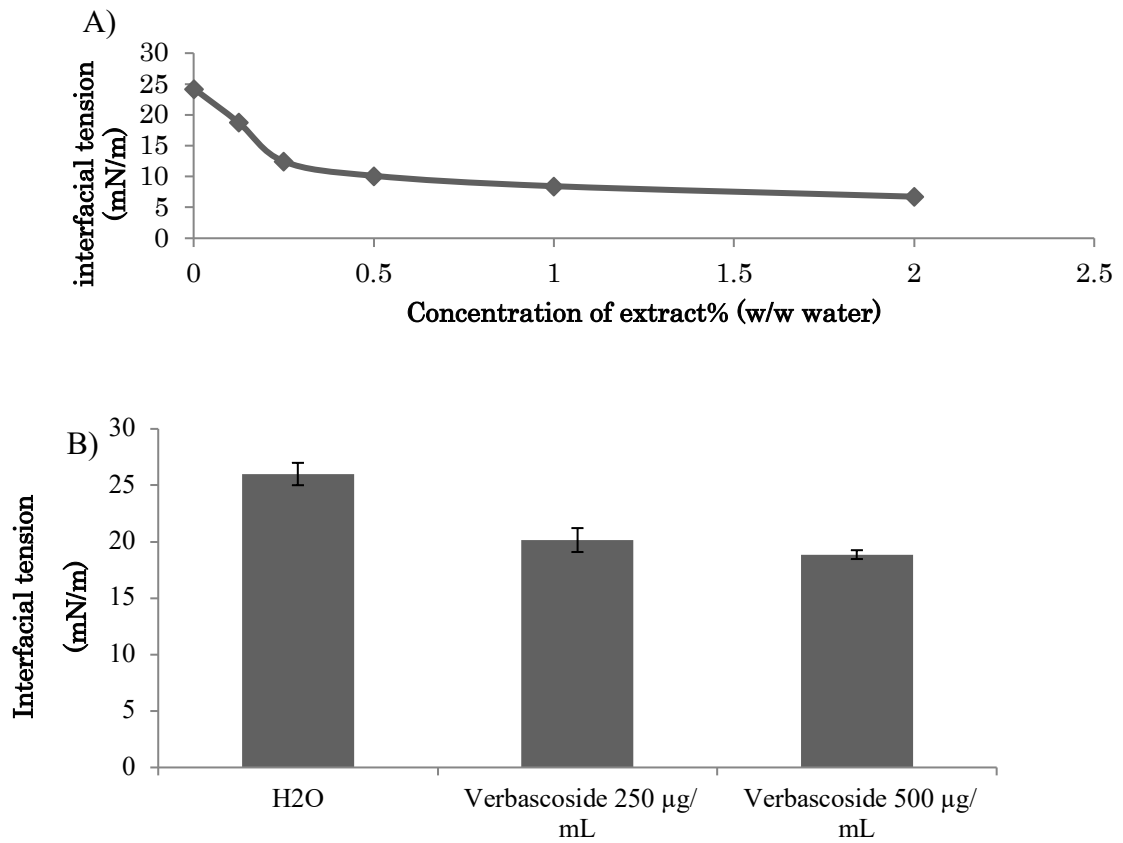 A)
interfacial tension
(mN/m)
30
25
20
15
10
5
0
0
0.5
1
1.5
2
2.5
Concentration of extract% (w/w water)
B)
Interfacial tension
(mN/m)
30
25
20
15
10
5
0
H2O
Verbascoside 250 µg/
mL
Verbascoside 500 µg/
mL